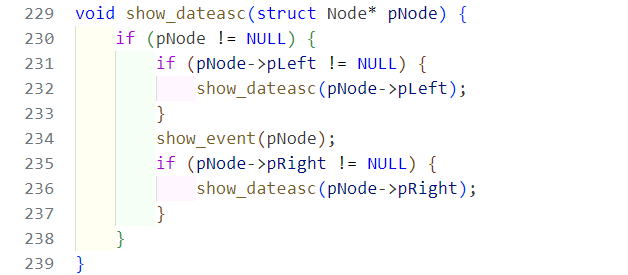 229 void show_dateasc(struct Node* pNode) {
230     if (pNode != NULL) {
231         if (pNode->pLeft != NULL) {
232             show_dateasc(pNode->pLeft);
233         }
234         show_event(pNode);
235         if (pNode->pRight != NULL) {
236             show_dateasc(pNode->pRight);
237         }
238     }
239 }